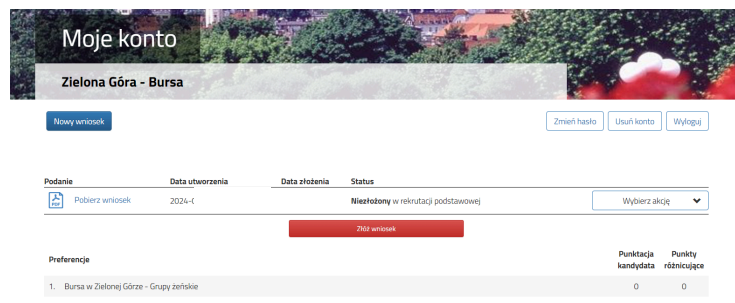 Moje konto
Zielona Góra - Bursa
Nowy wniosek Zmień hasło Usuń konto Wyloguj
Podanie Data utworzenia Data złożenia Status
PDF Pobierz wniosek 2024-( Niezłożony w rekrutacji podstawowej Wybierz akcję
Złóż wniosek
Preferencje Punktacja kandydata Punkty różnicujące
1. Bursa w Zielonej Górze - Grupy żeńskie 0 0